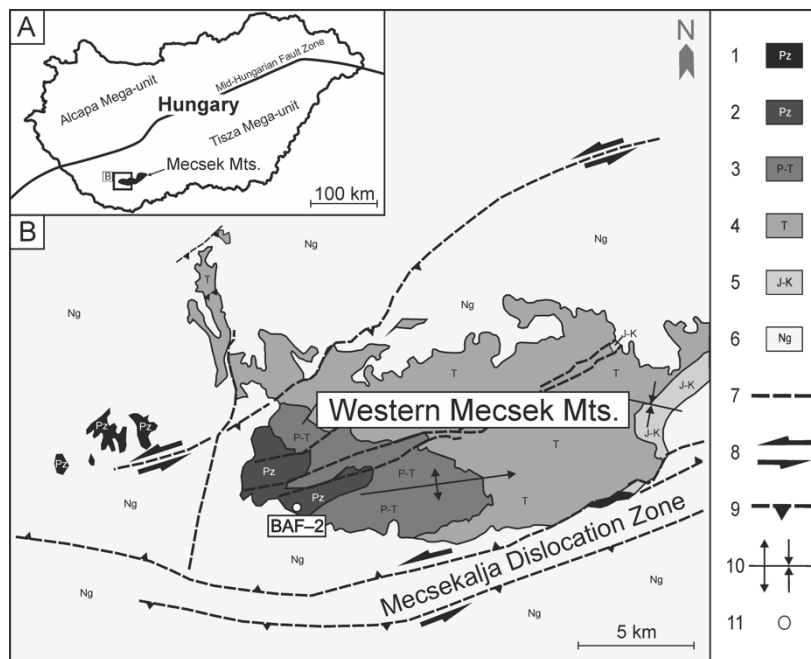 A
Mid-Hungarian Fault Zone
Alcapa Mega-unit
Hungary
Tisza Mega-unit
B
Mecsek Mts.
100 km
N
B
Ng
Ng
T
Ng
Ng
J-K
T
T
J-K
Western Mecsek Mts.
Pz
Pz
P-T
J-K
Pz
Pz
P-T
T
Pz
P-T
T
BAF–2
Ng
Ng
Mecsekalja Dislocation Zone
Ng
Ng
Ng
5 km
1 Pz
2 Pz
3 P-T
4 T
5 J-K
6 Ng
7
8
9
10
11